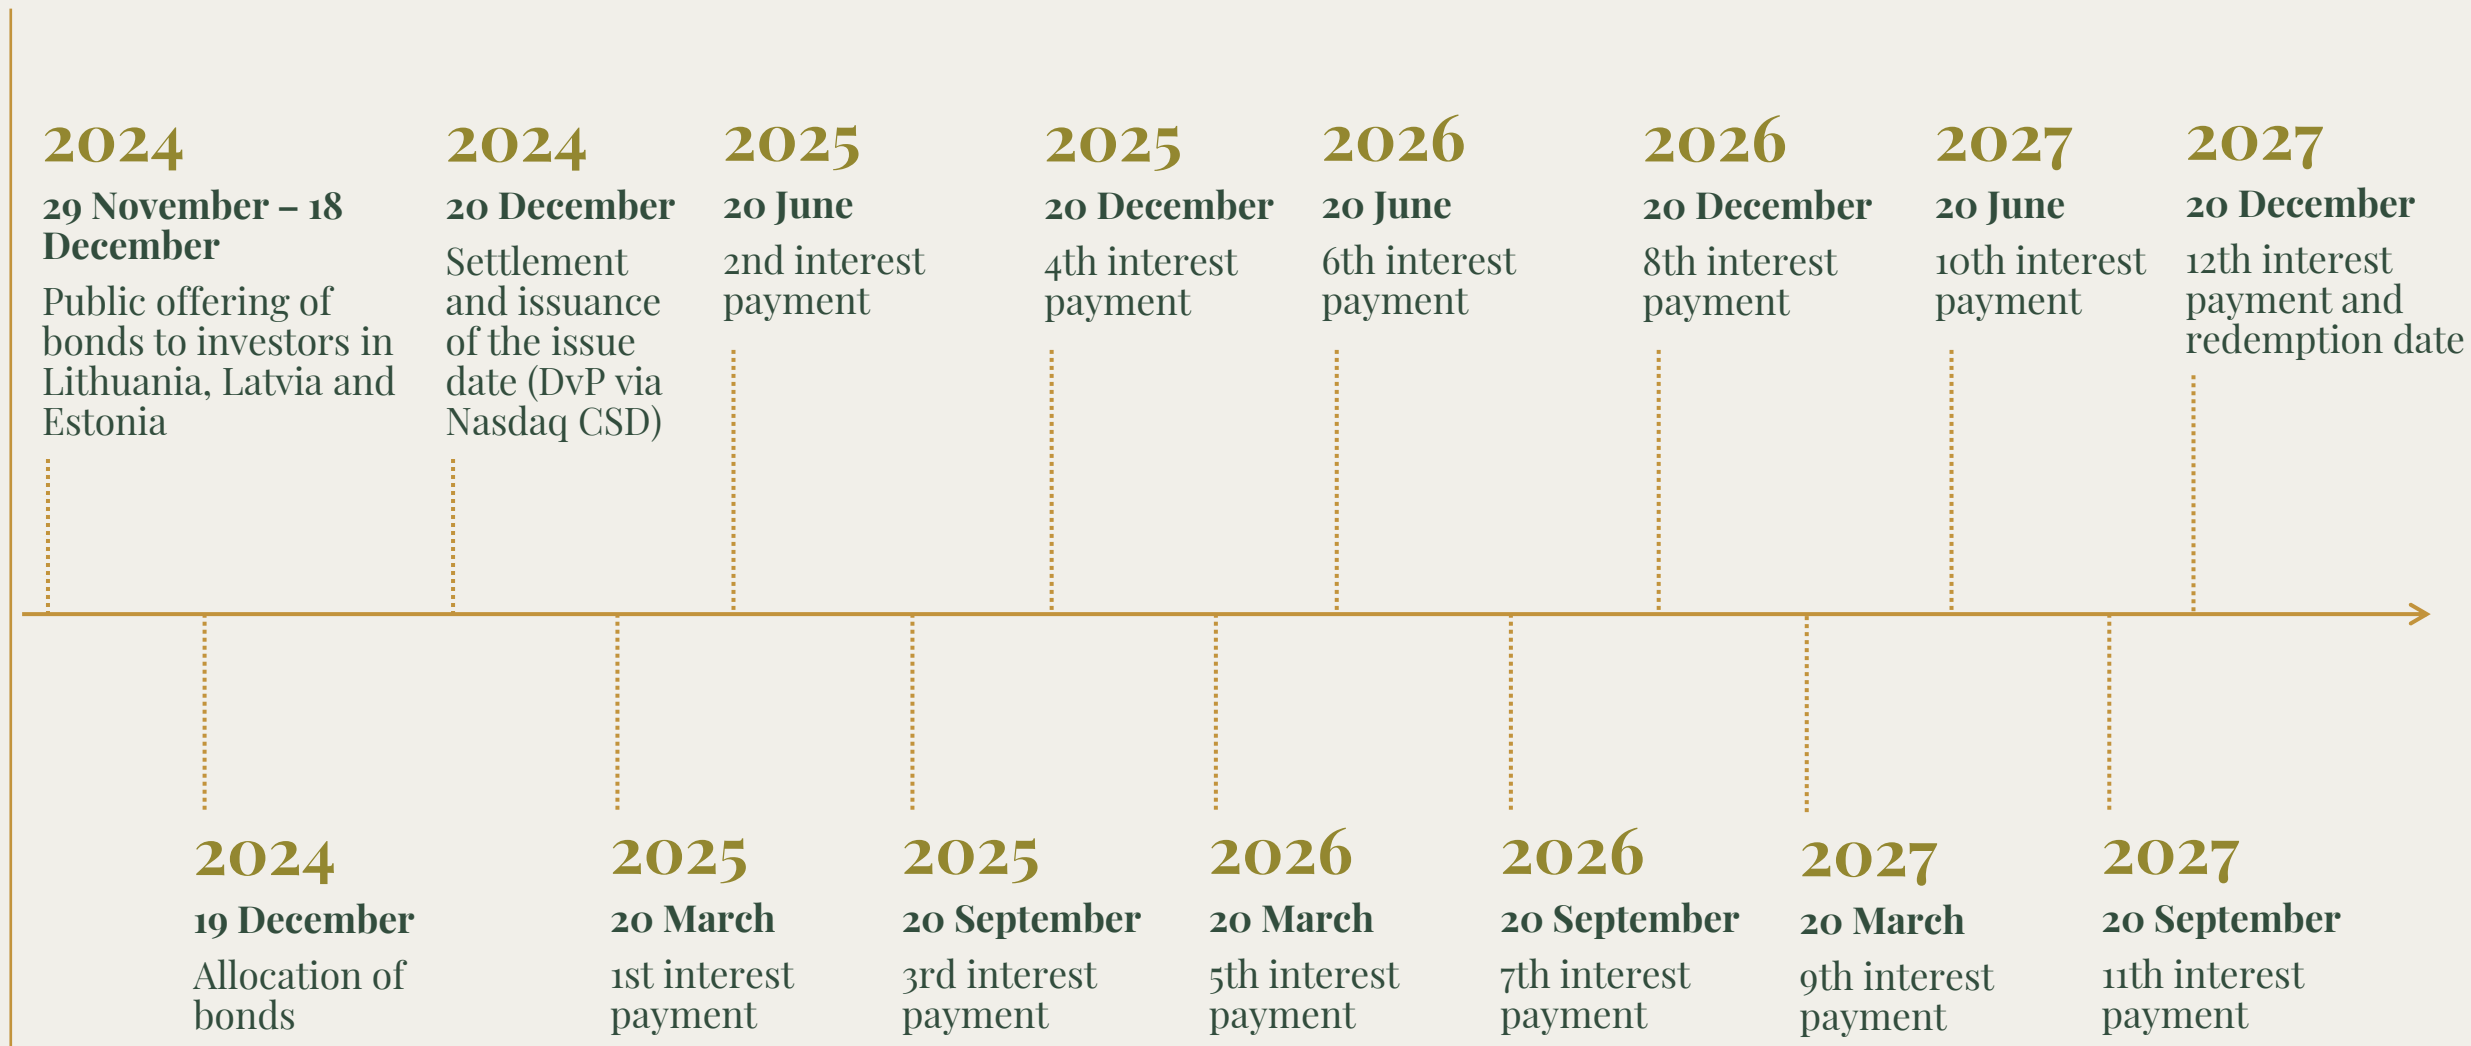 2024
29 November – 18
December
Public offering of
bonds to investors in
Lithuania, Latvia and
Estonia
2024
20 December
Settlement
and issuance
of the issue
date (DvP via
Nasdaq CSD)
2025
20 June
2nd interest
payment
2025
20 December
4th interest
payment
2026
20 June
6th interest
payment
2026
20 December
8th interest
payment
2027
20 June
10th interest
payment
2027
20 December
12th interest
payment and
redemption date
2024
19 December
Allocation of
bonds
2025
20 March
1st interest
payment
2025
20 September
3rd interest
payment
2026
20 March
5th interest
payment
2026
20 September
7th interest
payment
2027
20 March
9th interest
payment
2027
20 September
11th interest
payment